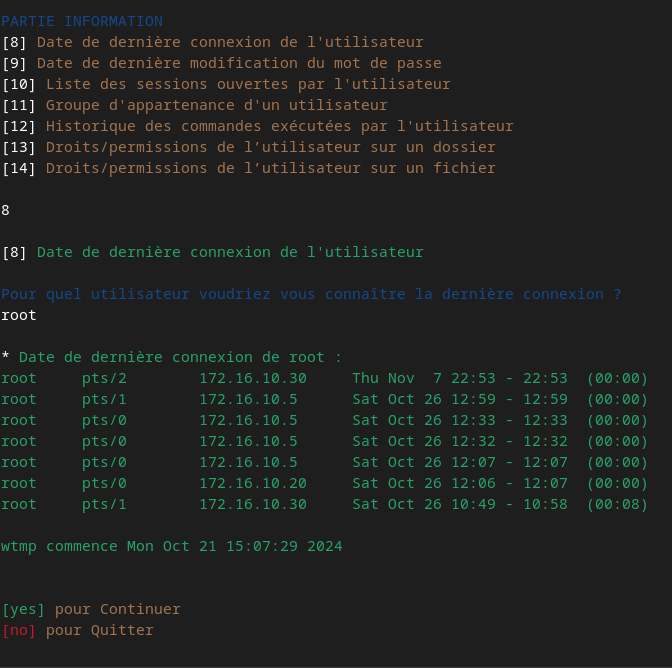 PARTIE INFORMATION
[8] Date de dernière connexion de l'utilisateur
[9] Date de dernière modification du mot de passe
[10] Liste des sessions ouvertes par l'utilisateur
[11] Groupe d'appartenance d'un utilisateur
[12] Historique des commandes exécutées par l'utilisateur
[13] Droits/permissions de l’utilisateur sur un dossier
[14] Droits/permissions de l’utilisateur sur un fichier
8
[8] Date de dernière connexion de l'utilisateur
Pour quel utilisateur voudriez vous connaître la dernière connexion ?
root
* Date de dernière connexion de root :
root     pts/2        172.16.10.30     Thu Nov  7 22:53 - 22:53  (00:00)
root     pts/1        172.16.10.5      Sat Oct 26 12:59 - 12:59  (00:00)
root     pts/0        172.16.10.5      Sat Oct 26 12:33 - 12:33  (00:00)
root     pts/0        172.16.10.5      Sat Oct 26 12:32 - 12:32  (00:00)
root     pts/0        172.16.10.5      Sat Oct 26 12:07 - 12:07  (00:00)
root     pts/0        172.16.10.20     Sat Oct 26 12:06 - 12:07  (00:00)
root     pts/1        172.16.10.30     Sat Oct 26 10:49 - 10:58  (00:08)
wtmp commence Mon Oct 21 15:07:29 2024
[yes] pour Continuer
[no] pour Quitter